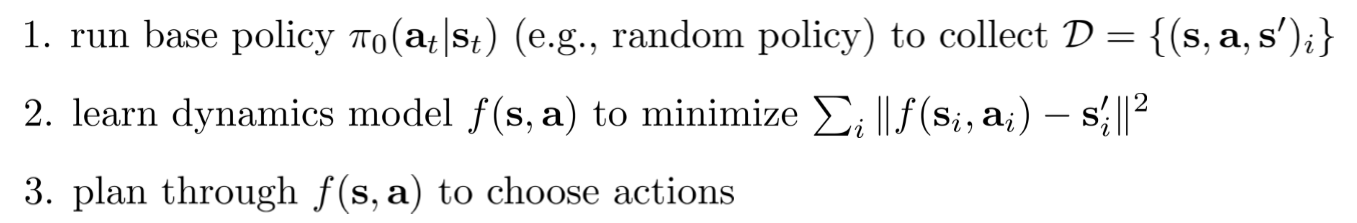 1. run base policy π₀(aₜ|sₜ) (e.g., random policy) to collect 𝒟 = {(s, a, s′)ᵢ}
2. learn dynamics model f(s, a) to minimize ∑ᵢ ‖f(sᵢ, aᵢ) − s′ᵢ‖²
3. plan through f(s, a) to choose actions